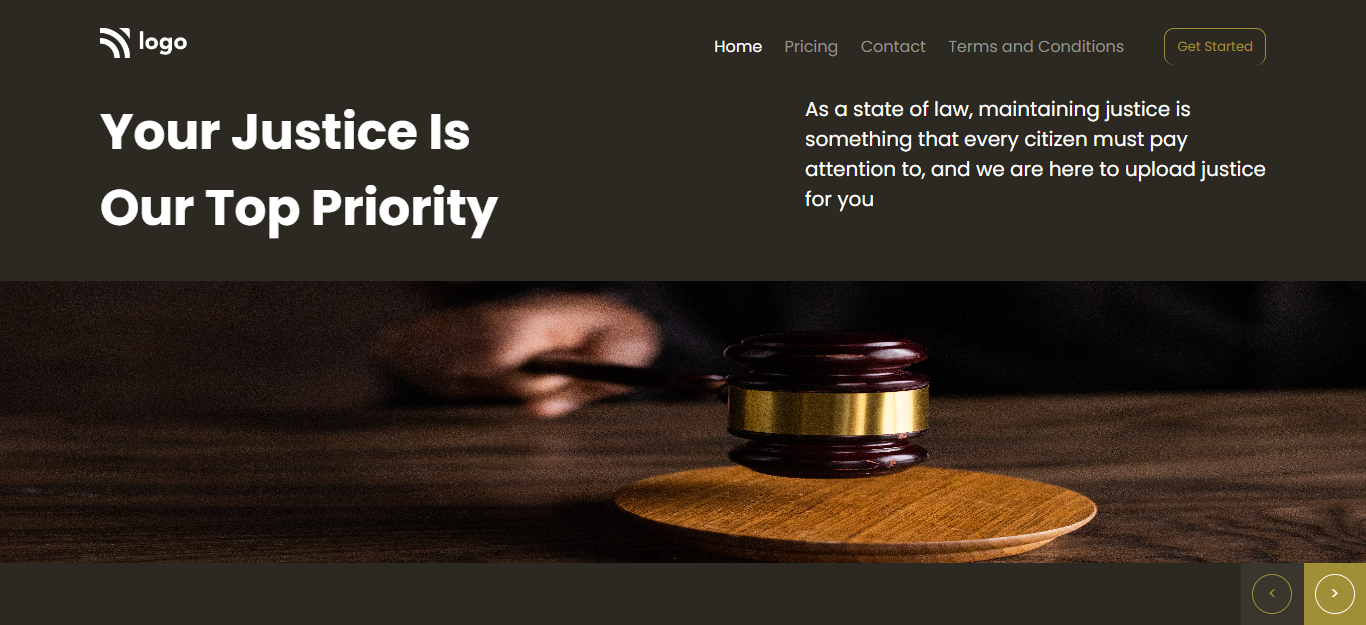 logo
Home Pricing Contact Terms and Conditions Get Started
Your Justice Is
Our Top Priority
As a state of law, maintaining justice is
something that every citizen must pay
attention to, and we are here to upload justice
for you
< >